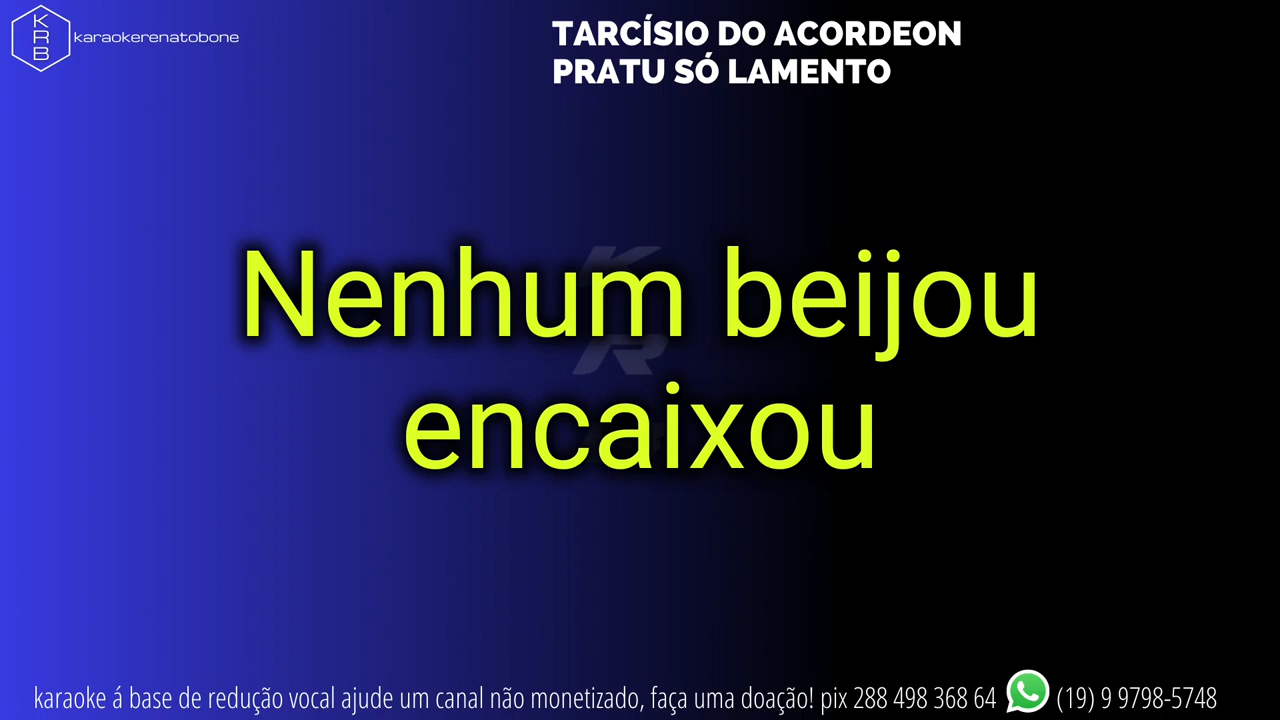 KRB
karaokerenatobone
TARCÍSIO DO ACORDEON
PRATU SÓ LAMENTO
Nenhum beijou
encaixou
karaoke á base de redução vocal ajude um canal não monetizado, faça uma doação! pix 288 498 368 64 (19) 9 9798-5748